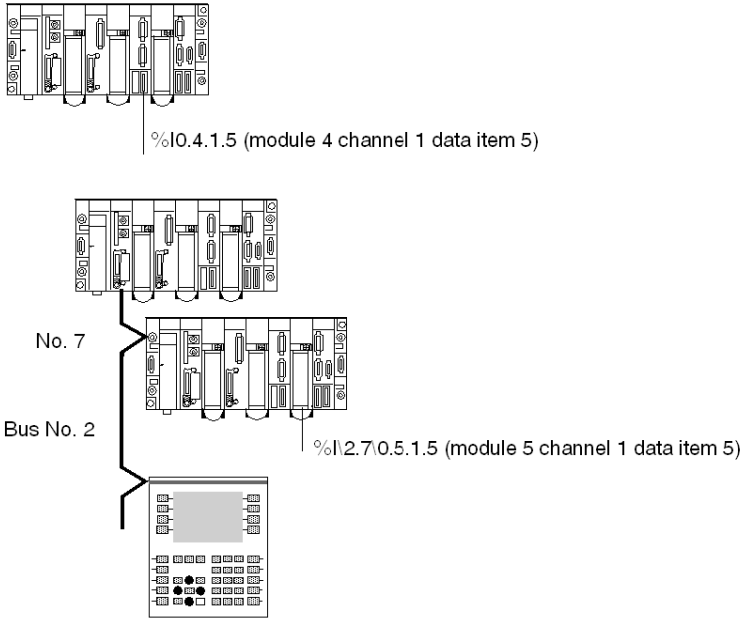 %I0.4.1.5 (module 4 channel 1 data item 5)
No. 7
Bus No. 2
%I\2.7\0.5.1.5 (module 5 channel 1 data item 5)